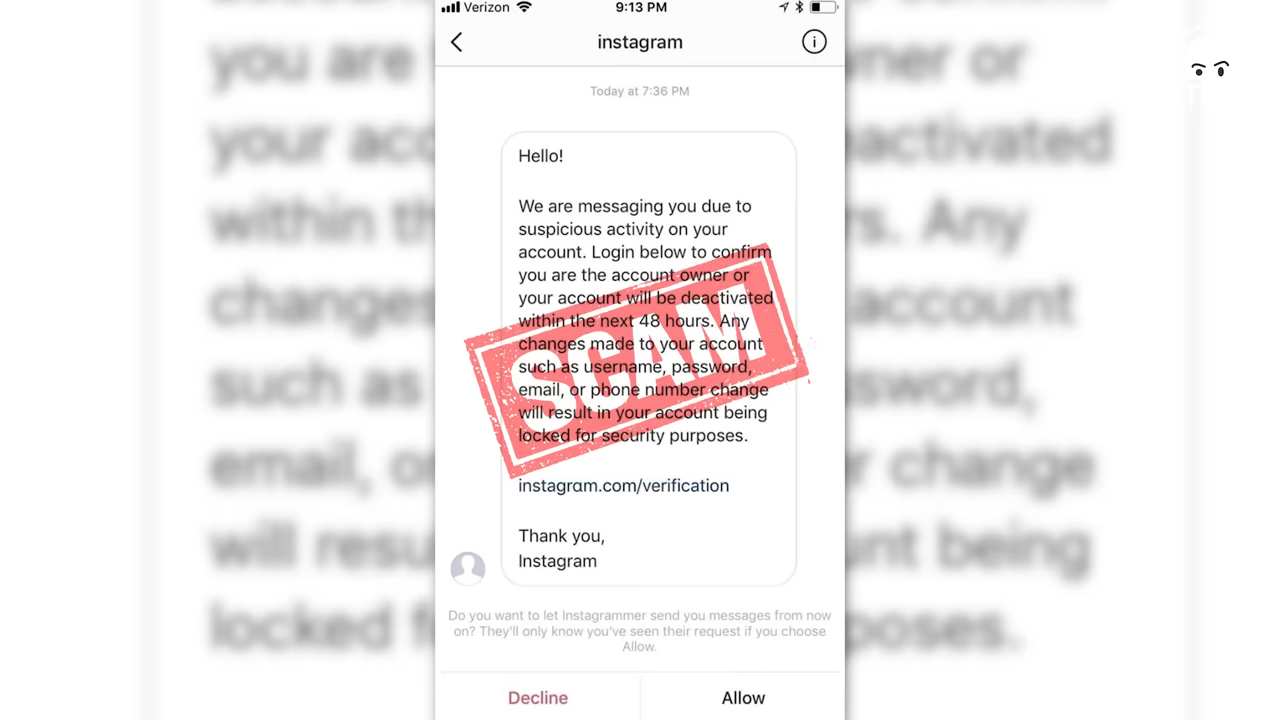 Verizon 9:13 PM
instagram
Today at 7:36 PM
Hello!
We are messaging you due to
suspicious activity on your
account. Login below to confirm
you are the account owner or
your account will be deactivated
within the next 48 hours. Any
changes made to your account
such as username, password,
email, or phone number change
will result in your account being
locked for security purposes.
SCAM
instagrɑm.com/verification
Thank you,
Instagram
Do you want to let Instagrammer send you messages from now
on? They'll only know you've seen their request if you choose
Allow.
Decline Allow